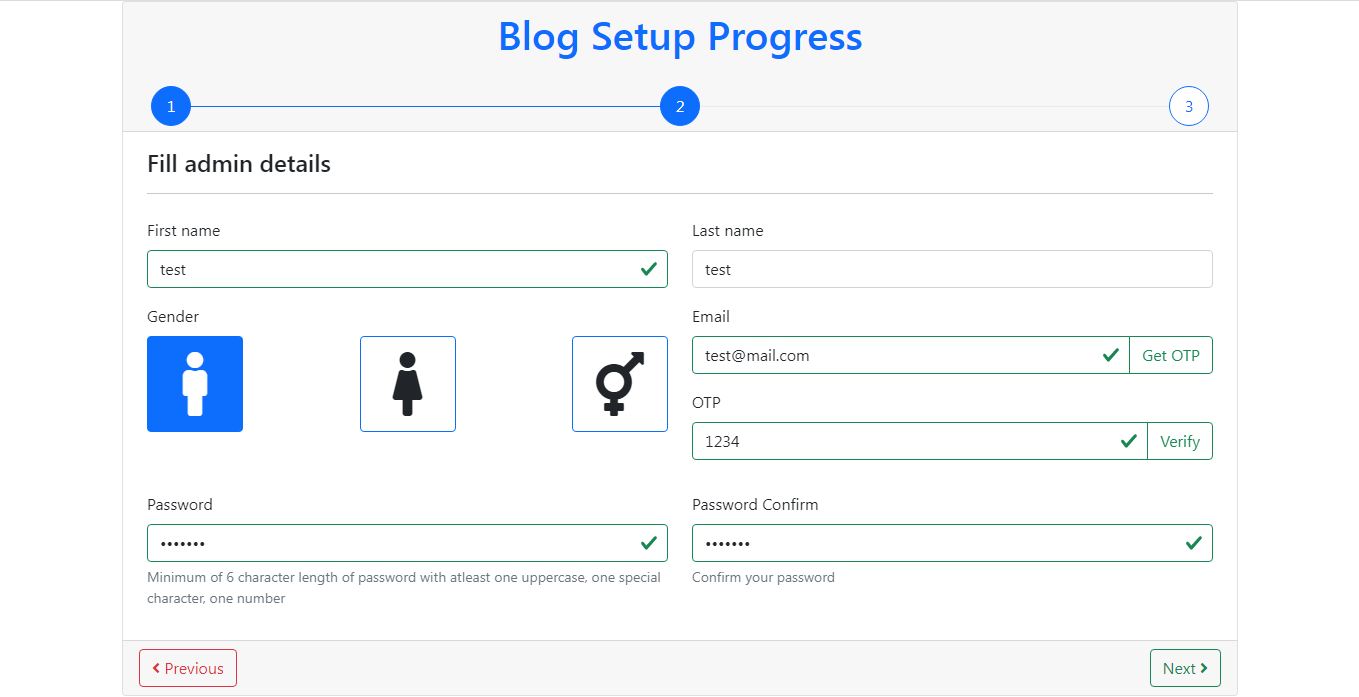 Blog Setup Progress
1
2
3
Fill admin details
First name
Last name
test
test
Gender
Email
test@mail.com
Get OTP
OTP
1234
Verify
Password
Password Confirm
•••••••
•••••••
Minimum of 6 character length of password with atleast one uppercase, one special
character, one number
Confirm your password
Previous
Next